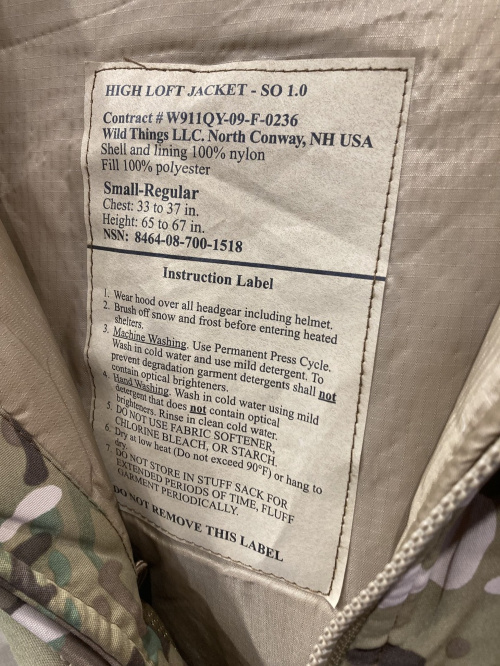 HIGH LOFT JACKET - SO 1.0
Contract # W911QY-09-F-0236
Wild Things LLC. North Conway, NH USA
Shell and lining 100% nylon
Fill 100% polyester
Small-Regular
Chest: 33 to 37 in.
Height: 65 to 67 in.
NSN: 8464-08-700-1518
Instruction Label
1. Wear hood over all headgear including helmet.
2. Brush off snow and frost before entering heated
shelters.
3. Machine Washing. Use Permanent Press Cycle.
Wash in cold water and use mild detergent. To
prevent degradation garment detergents shall not
contain optical brighteners.
4. Hand Washing. Wash in cold water using mild
detergent that does not contain optical
brighteners. Rinse in clean cold water.
5. DO NOT USE FABRIC SOFTENER,
CHLORINE BLEACH, OR STARCH.
6. Dry at low heat (Do not exceed 90°F) or hang to
dry.
7. DO NOT STORE IN STUFF SACK FOR
EXTENDED PERIODS OF TIME, FLUFF
GARMENT PERIODICALLY.
DO NOT REMOVE THIS LABEL